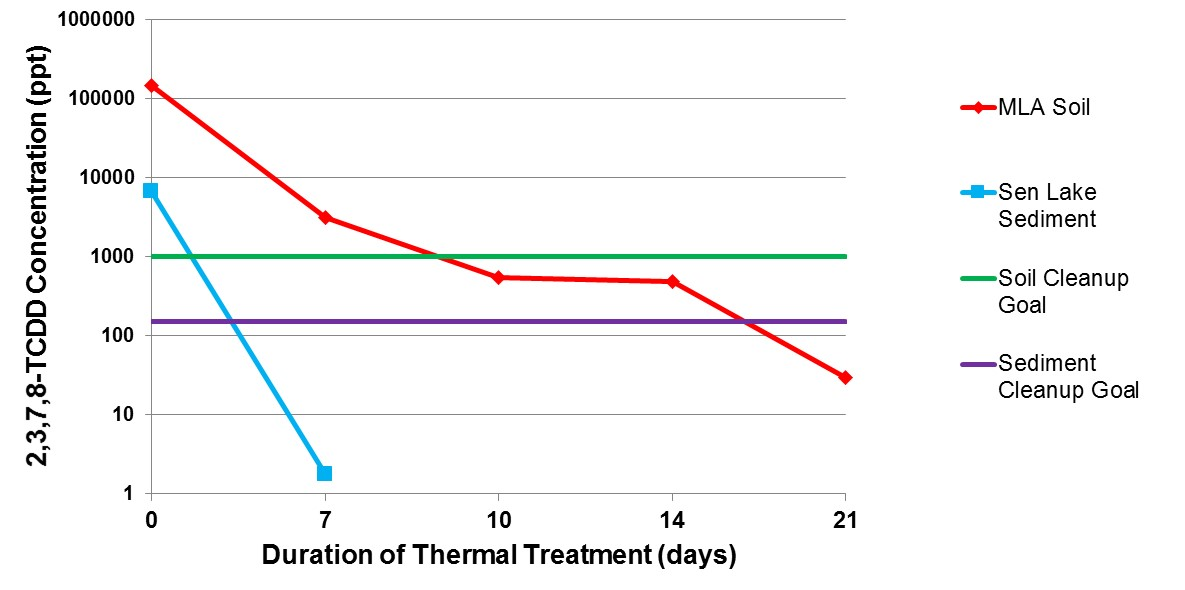 1000000
100000
10000
1000
100
10
1
2,3,7,8-TCDD Concentration (ppt)
0 7 10 14 21
Duration of Thermal Treatment (days)
MLA Soil
Sen Lake
Sediment
Soil Cleanup
Goal
Sediment
Cleanup Goal